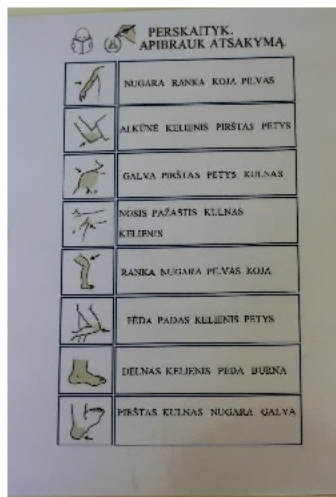 PERSKAITYK.
APIBRAUK ATSAKYMĄ.
NUGARA RANKA KOJA PILVAS
ALKŪNĖ KELIENIS PIRŠTAS PETYS
GALVA PIRŠTAS PETYS KULNAS
NOSIS PAŽASTIS KULNAS
KELIENIS
RANKA NUGARA PILVAS KOJA
PĖDA PADAS KELIENIS PETYS
DELNAS KELIENIS PĖDA BURNA
PIRŠTAS KULNAS NUGARA GALVA